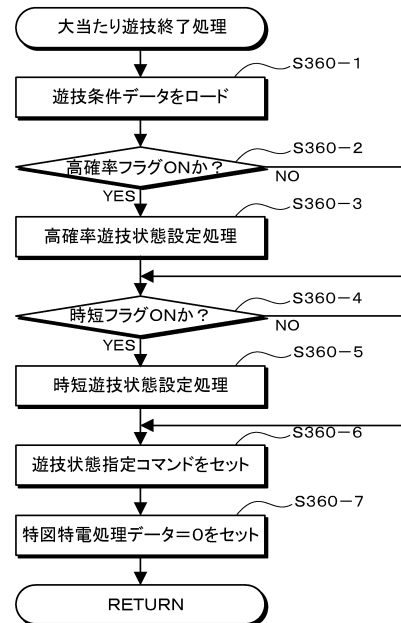 大当たり遊技終了処理
S360-1
遊技条件データをロード
S360-2
高確率フラグONか？
NO
YES
S360-3
高確率遊技状態設定処理
S360-4
時短フラグONか？
NO
YES
S360-5
時短遊技状態設定処理
S360-6
遊技状態指定コマンドをセット
S360-7
特図特電処理データ=0をセット
RETURN